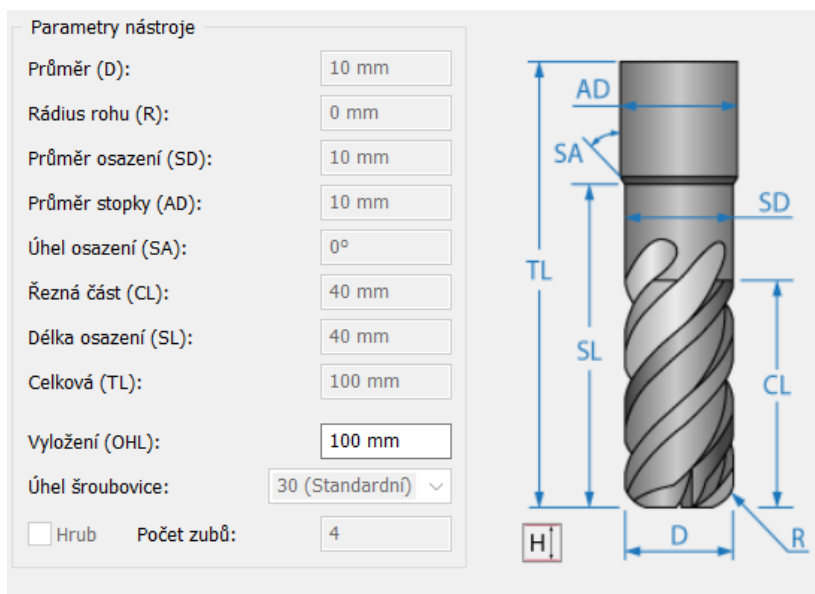 Parametry nástroje
Průměr (D): 10 mm
Rádius rohu (R): 0 mm
Průměr osazení (SD): 10 mm
Průměr stopky (AD): 10 mm
Úhel osazení (SA): 0°
Řezná část (CL): 40 mm
Délka osazení (SL): 40 mm
Celková (TL): 100 mm
Vyložení (OHL): 100 mm
Úhel šroubovice: 30 (Standardní)
Hrub Počet zubů: 4
AD
SA
SD
TL
SL
CL
H
D
R